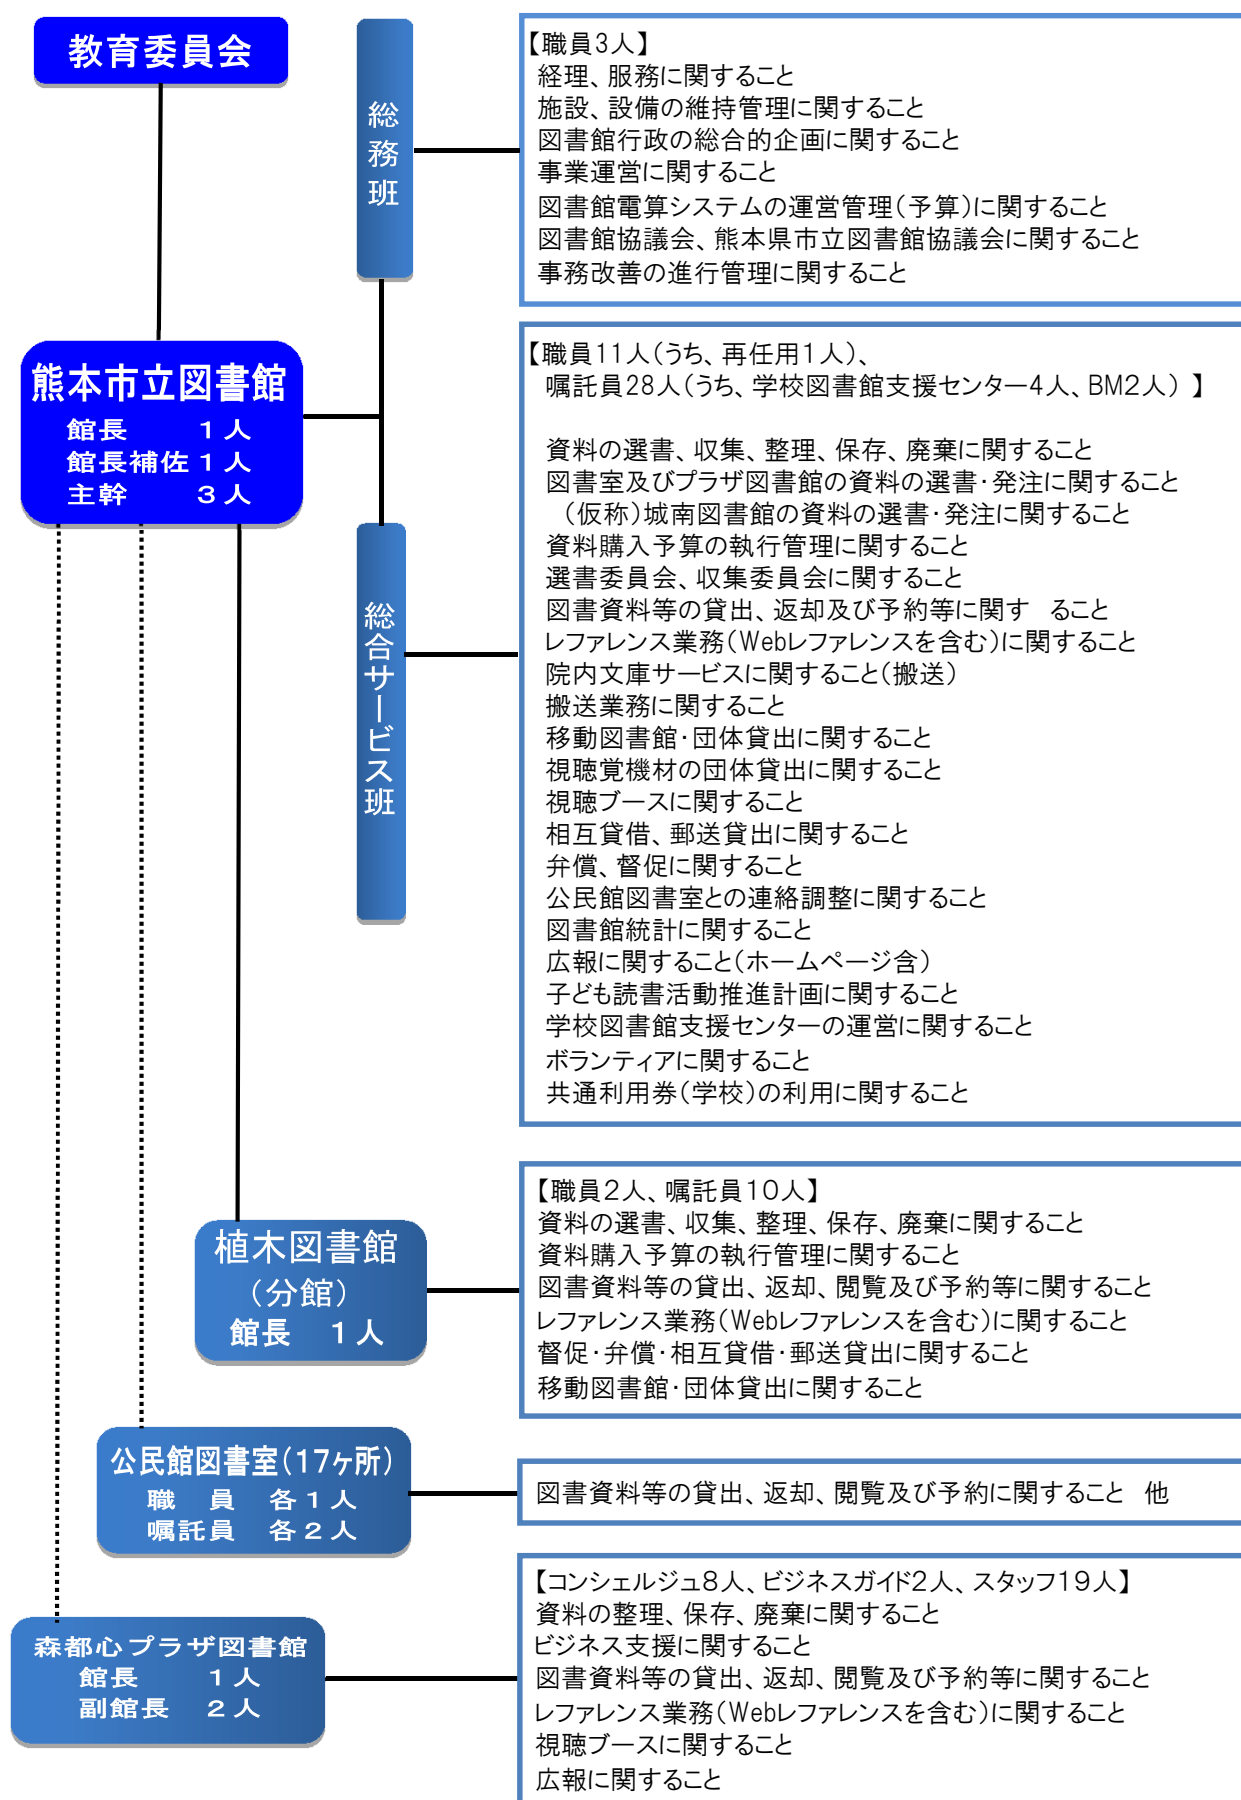 教育委員会
総務班
【職員3人】
経理、服務に関すること
施設、設備の維持管理に関すること
図書館行政の総合的企画に関すること
事業運営に関すること
図書館電算システムの運営管理(予算)に関すること
図書館協議会、熊本県市立図書館協議会に関すること
事務改善の進行管理に関すること
熊本市立図書館
館長　　1人
館長補佐1人
主幹　　3人
総合サービス班
【職員11人(うち、再任用1人)、
嘱託員28人(うち、学校図書館支援センター4人、BM2人) 】
資料の選書、収集、整理、保存、廃棄に関すること
図書室及びプラザ図書館の資料の選書・発注に関すること
(仮称)城南図書館の資料の選書・発注に関すること
資料購入予算の執行管理に関すること
選書委員会、収集委員会に関すること
図書資料等の貸出、返却及び予約等に関す　ること
レファレンス業務(Webレファレンスを含む)に関すること
院内文庫サービスに関すること(搬送)
搬送業務に関すること
移動図書館・団体貸出に関すること
視聴覚機材の団体貸出に関すること
視聴ブースに関すること
相互貸借、郵送貸出に関すること
弁償、督促に関すること
公民館図書室との連絡調整に関すること
図書館統計に関すること
広報に関すること(ホームページ含)
子ども読書活動推進計画に関すること
学校図書館支援センターの運営に関すること
ボランティアに関すること
共通利用券(学校)の利用に関すること
植木図書館
(分館)
館長　1人
【職員2人、嘱託員10人】
資料の選書、収集、整理、保存、廃棄に関すること
資料購入予算の執行管理に関すること
図書資料等の貸出、返却、閲覧及び予約等に関すること
レファレンス業務(Webレファレンスを含む)に関すること
督促・弁償・相互貸借・郵送貸出に関すること
移動図書館・団体貸出に関すること
公民館図書室(17ヶ所)
職　員　各1人
嘱託員　各2人
図書資料等の貸出、返却、閲覧及び予約に関すること　他
森都心プラザ図書館
館長　　1人
副館長　2人
【コンシェルジュ8人、ビジネスガイド2人、スタッフ19人】
資料の整理、保存、廃棄に関すること
ビジネス支援に関すること
図書資料等の貸出、返却、閲覧及び予約等に関すること
レファレンス業務(Webレファレンスを含む)に関すること
視聴ブースに関すること
広報に関すること